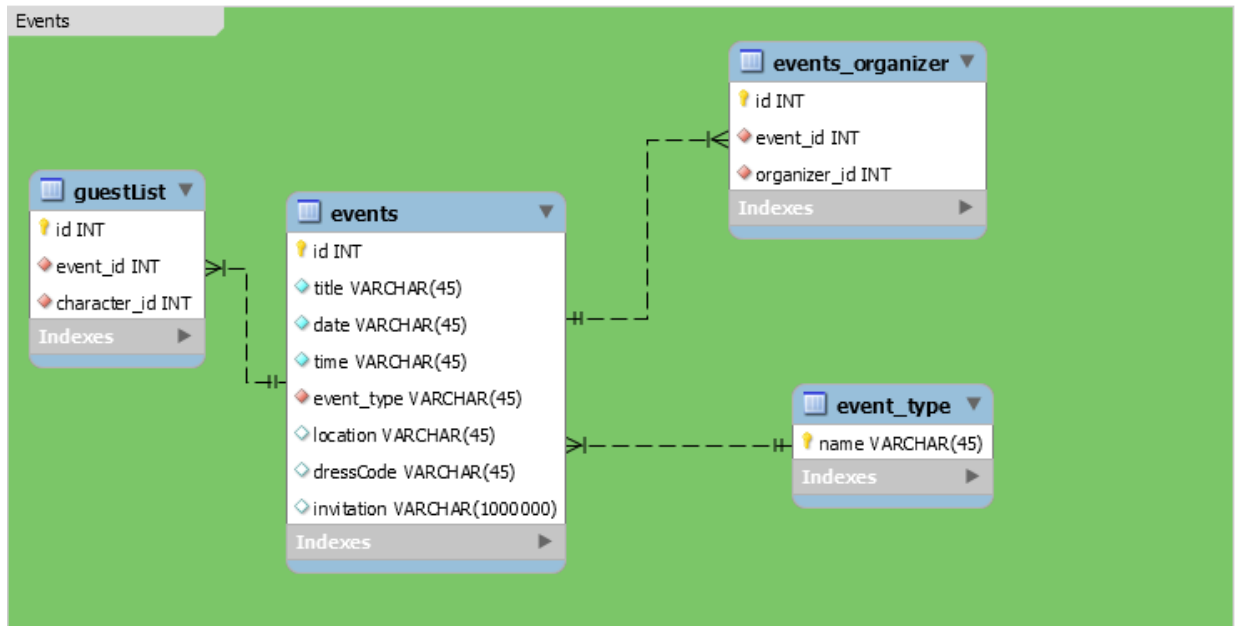 Events
guestList
id INT
event_id INT
character_id INT
Indexes
events
id INT
title VARCHAR(45)
date VARCHAR(45)
time VARCHAR(45)
event_type VARCHAR(45)
location VARCHAR(45)
dressCode VARCHAR(45)
invitation VARCHAR(1000000)
Indexes
events_organizer
id INT
event_id INT
organizer_id INT
Indexes
event_type
name VARCHAR(45)
Indexes